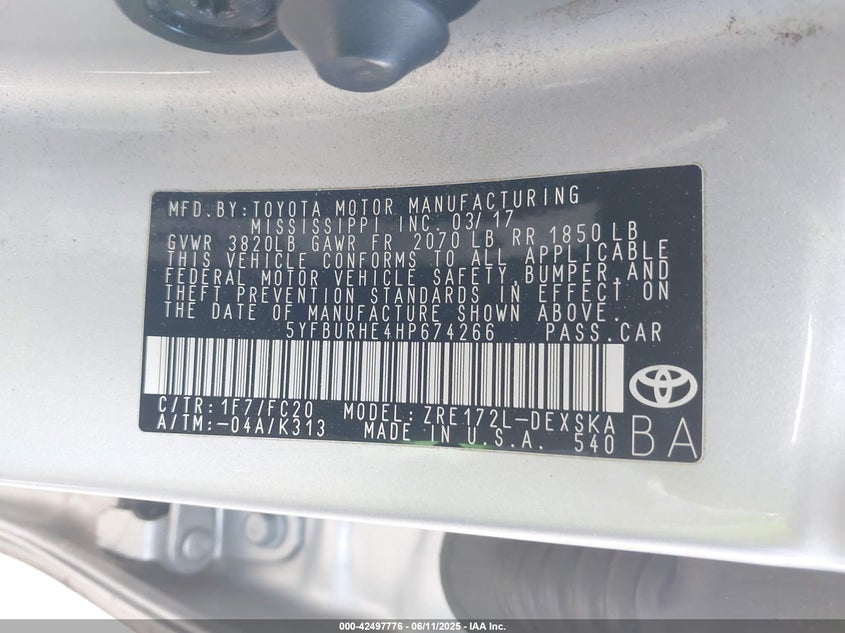 MFD. BY: TOYOTA MOTOR MANUFACTURING
MISSISSIPPI INC. 03/17
GVWR 3820LB GAWR FR 2070 LB RR 1850 LB
THIS VEHICLE CONFORMS TO ALL APPLICABLE
FEDERAL MOTOR VEHICLE SAFETY, BUMPER, AND
THEFT PREVENTION STANDARDS IN EFFECT ON
THE DATE OF MANUFACTURE SHOWN ABOVE.
5YFBURHE4HP674266 PASS. CAR
C/TR: 1F7/FC20 MODEL: ZRE172L-DEXSKA
A/TM:-04A/K313 MADE IN U.S.A. 540
BA
000-42497776 - 06/11/2025 - IAA Inc.